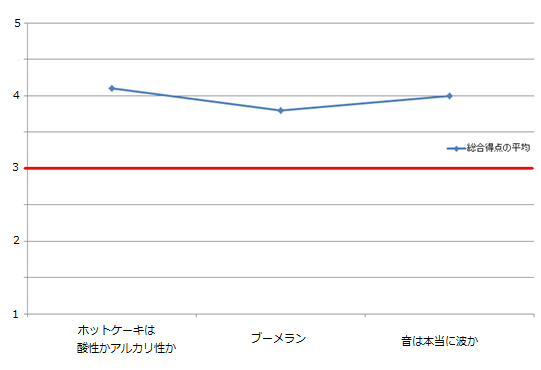 5
4
総合得点の平均
3
2
1
ホットケーキは
酸性かアルカリ性か
ブーメラン
音は本当に波か